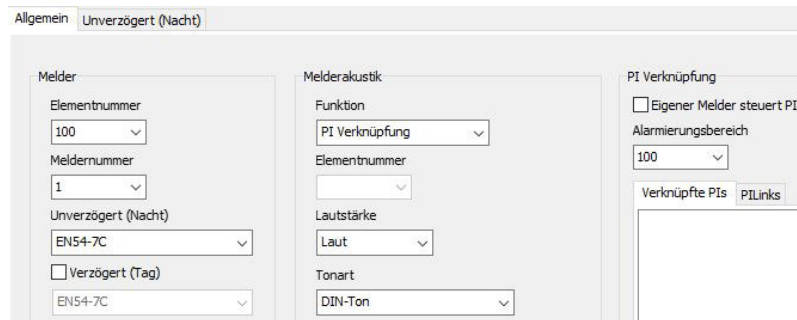 Allgemein
Unverzögert (Nacht)
Melder
Elementnummer
100
Meldernummer
1
Unverzögert (Nacht)
EN54-7C
Verzögert (Tag)
EN54-7C
Melderakustik
Funktion
PI Verknüpfung
Elementnummer
Lautstärke
Laut
Tonart
DIN-Ton
PI Verknüpfung
Eigener Melder steuert PI
Alarmierungsbereich
100
Verknüpfte PIs
PILinks